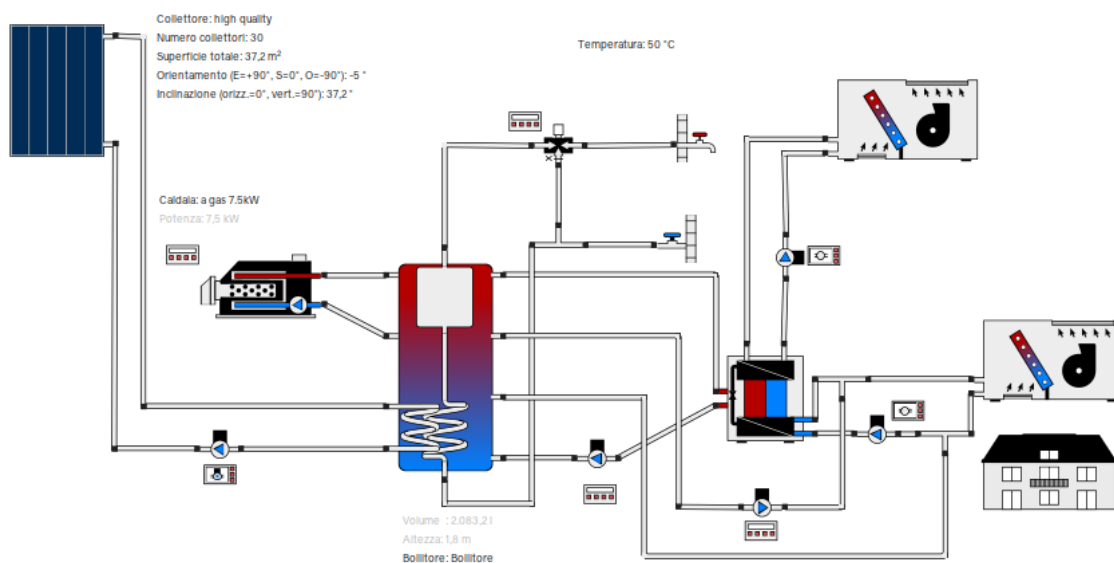 Collettore: high quality
Numero collettori: 30
Superficie totale: 37,2 m²
Orientamento (E=+90°, S=0°, O=-90°): -5 °
Inclinazione (orizz.=0°, vert.=90°): 37,2 °
Temperatura: 50 °C
Caldaia: a gas 7.5kW
Potenza: 7,5 kW
Volume : 2.083,2 l
Altezza: 1,8 m
Bollitore: Bollitore